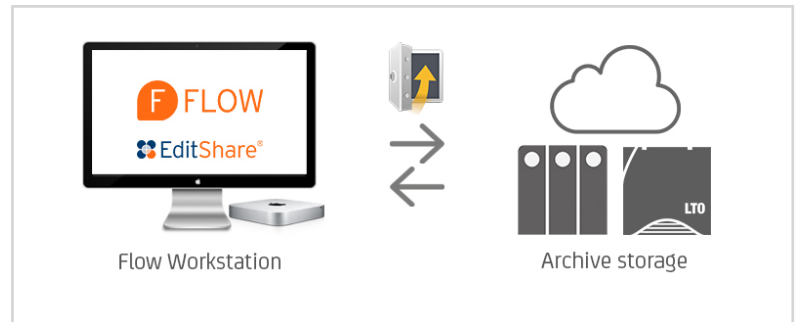 F FLOW
EditShare®
LTO
Flow Workstation
Archive storage